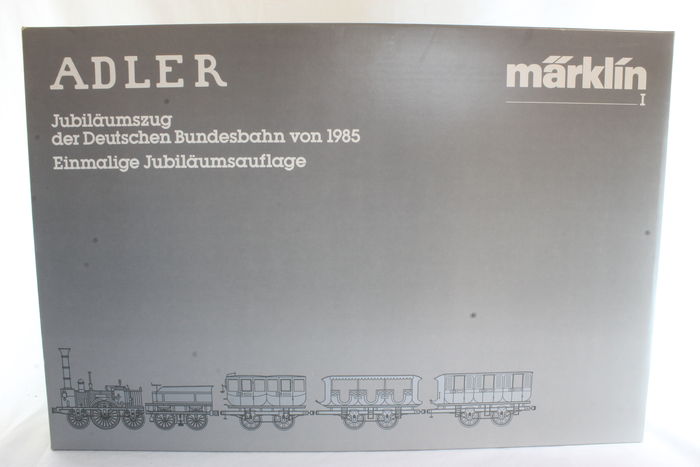 ADLER
märklin
I
Jubiläumszug
der Deutschen Bundesbahn von 1985
Einmalige Jubiläumsauflage